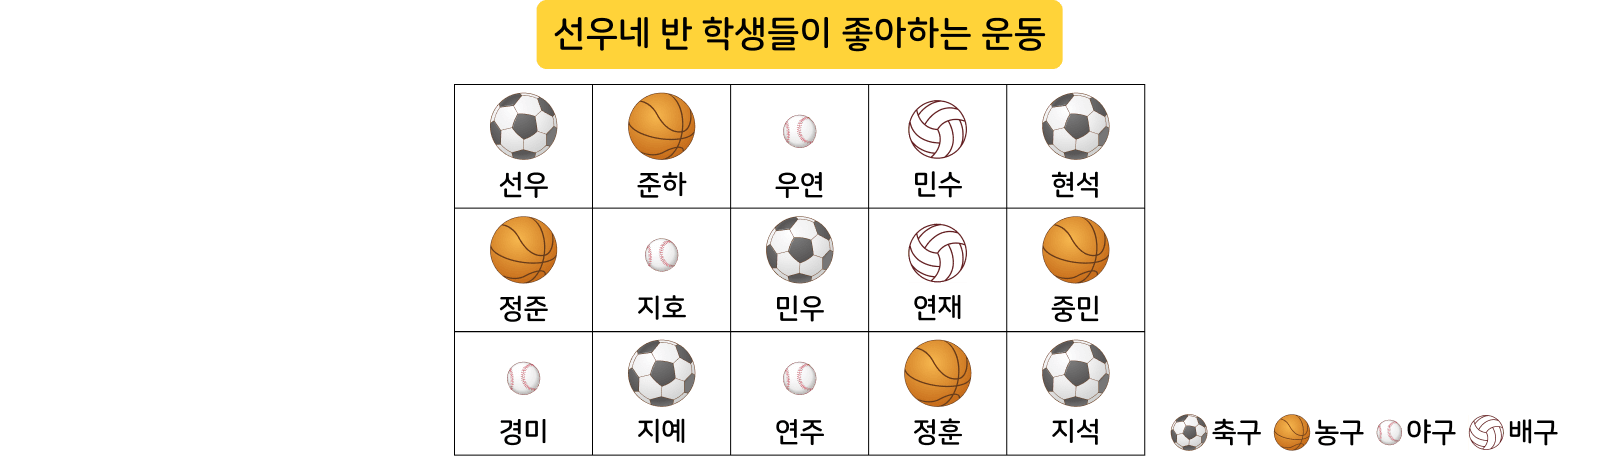 선우네 반 학생들이 좋아하는 운동
선우 준하 우연 민수 현석
정준 지호 민우 연재 중민
경미 지예 연주 정훈 지석
축구 농구 야구 배구